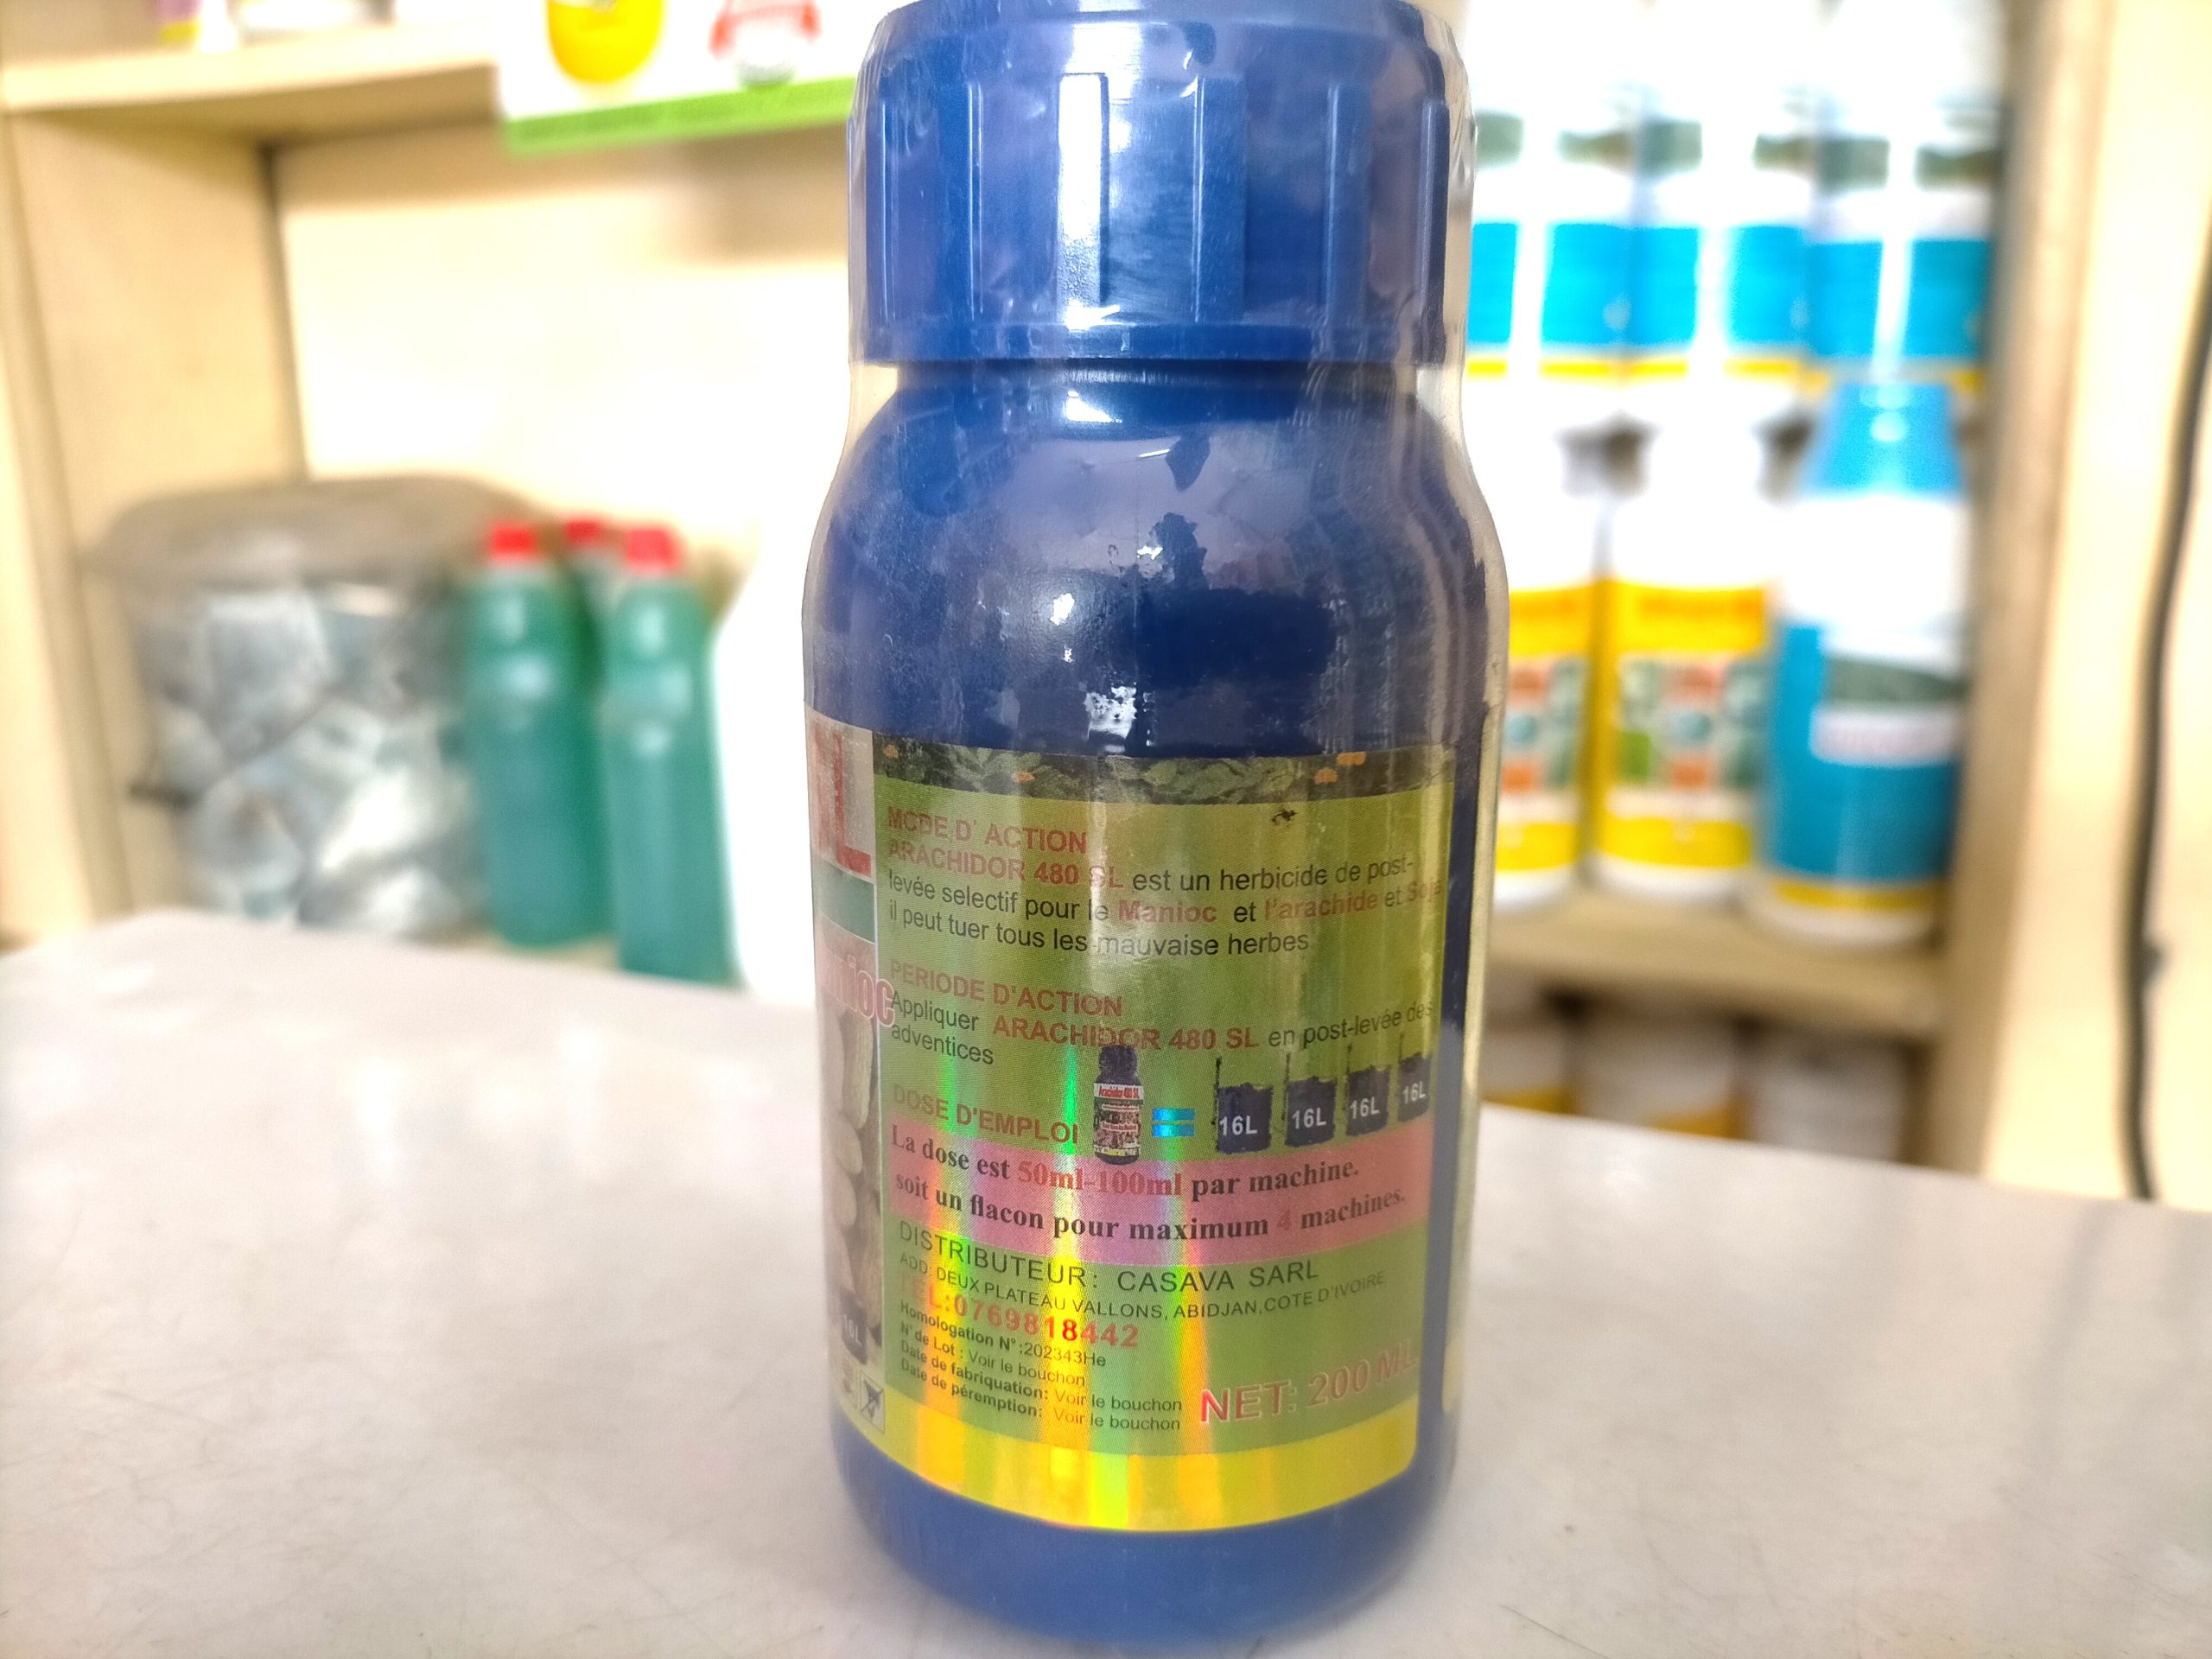 MODE D' ACTION
ARACHIDOR 480 SL est un herbicide de post-
levée selectif pour le Manioc et l'arachide et Soja
il peut tuer tous les mauvaise herbes
PERIODE D'ACTION
Appliquer ARACHIDOR 480 SL en post-levée des
adventices
DOSE D'EMPLOI
Arachidor 480 SL
16L 16L 16L 16L
La dose est 50ml-100ml par machine.
soit un flacon pour maximum 4 machines.
DISTRIBUTEUR: CASAVA SARL
ADD: DEUX PLATEAU VALLONS, ABIDJAN,COTE D'IVOIRE
TEL:0769818442
Homologation N° :202343He
N° de Lot : Voir le bouchon
Date de fabriquation: Voir le bouchon
Date de péremption: Voir le bouchon
NET: 200 ML
16L